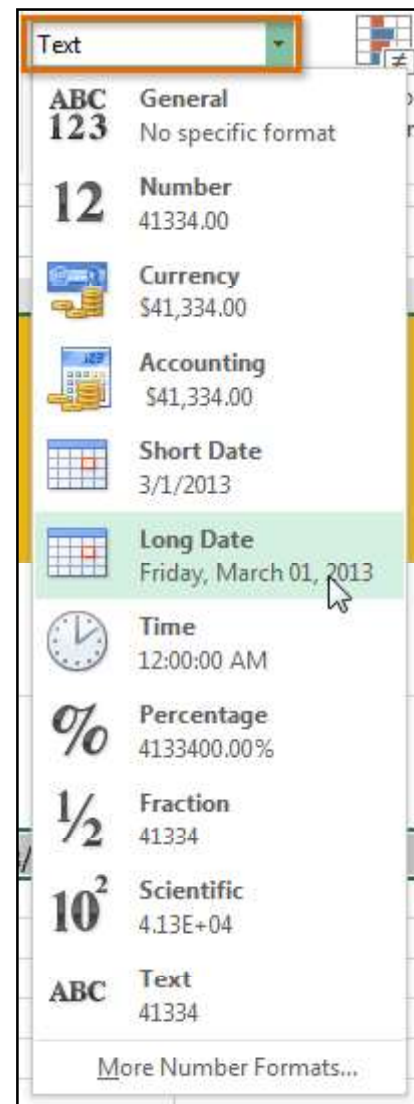 Text
ABC
123
General
No specific format
12
Number
41334.00
Currency
$41,334.00
123
Accounting
$41,334.00
Short Date
3/1/2013
Long Date
Friday, March 01, 2013
Time
12:00:00 AM
%
Percentage
4133400.00%
½
Fraction
41334
10²
Scientific
4.13E+04
ABC
Text
41334
More Number Formats...